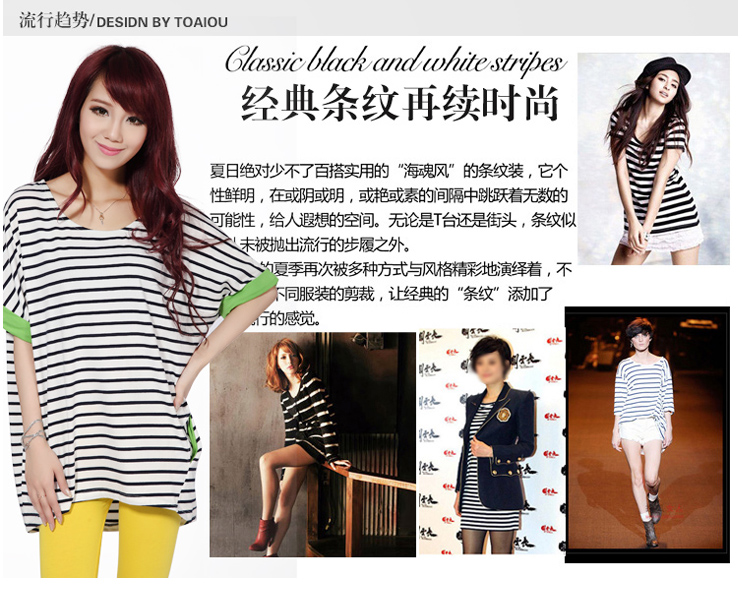 流行趋势/DESIDN BY TOAIOU
Classic black and white stripes
经典条纹再续时尚
夏日绝对少不了百搭实用的“海魂风”的条纹装，它个
性鲜明，在或阴或明，或艳或素的间隔中跳跃着无数的
可能性，给人遐想的空间。无论是T台还是街头，条纹似
未被抛出流行的步履之外。
的夏季再次被多种方式与风格精彩地演绎着，不
不同服装的剪裁，让经典的“条纹”添加了
行的感觉。